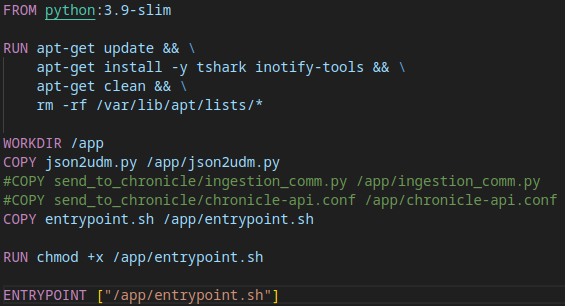 FROM python:3.9-slim
RUN apt-get update && \
apt-get install -y tshark inotify-tools && \
apt-get clean && \
rm -rf /var/lib/apt/lists/*
WORKDIR /app
COPY json2udm.py /app/json2udm.py
#COPY send_to_chronicle/ingestion_comm.py /app/ingestion_comm.py
#COPY send_to_chronicle/chronicle-api.conf /app/chronicle-api.conf
COPY entrypoint.sh /app/entrypoint.sh
RUN chmod +x /app/entrypoint.sh
ENTRYPOINT ["/app/entrypoint.sh"]